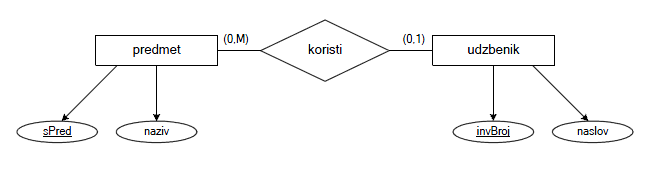 predmet
(0,M)
koristi
(0,1)
udzbenik
sPred
naziv
invBroj
naslov